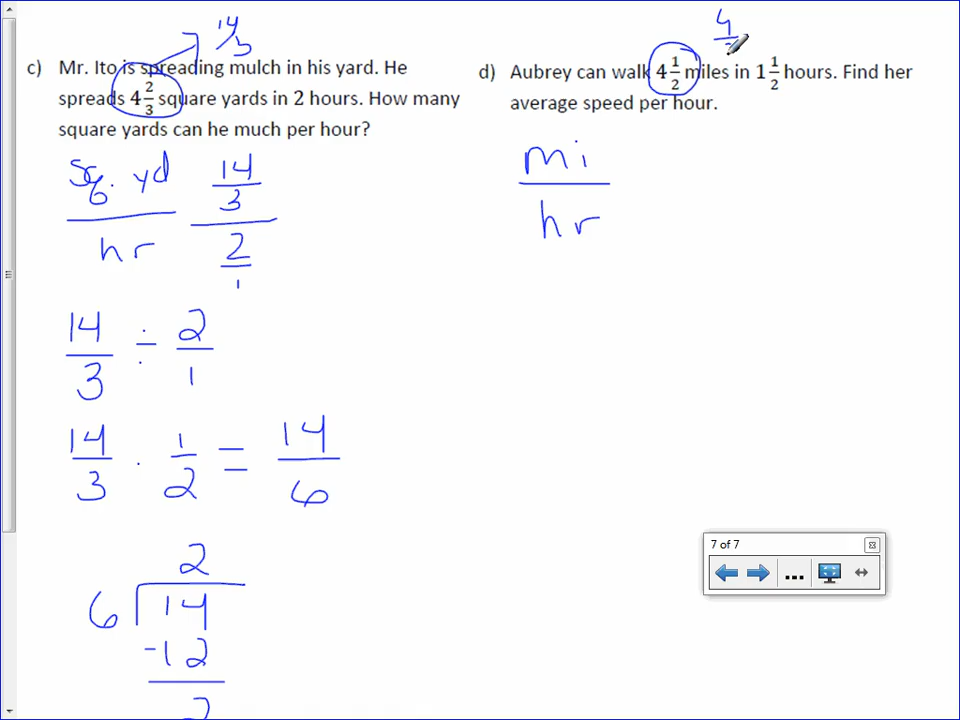 14
3
c) Mr. Ito is spreading mulch in his yard. He
spreads 4 2/3 square yards in 2 hours. How many
square yards can he much per hour?
Sq. yd
hr
14
3
2
1
14/3 ÷ 2/1
14/3 · 1/2 = 14/6
2
6 14
-12
2
d) Aubrey can walk 4 1/2 miles in 1 1/2 hours. Find her
average speed per hour.
mi
hr
7 of 7
...